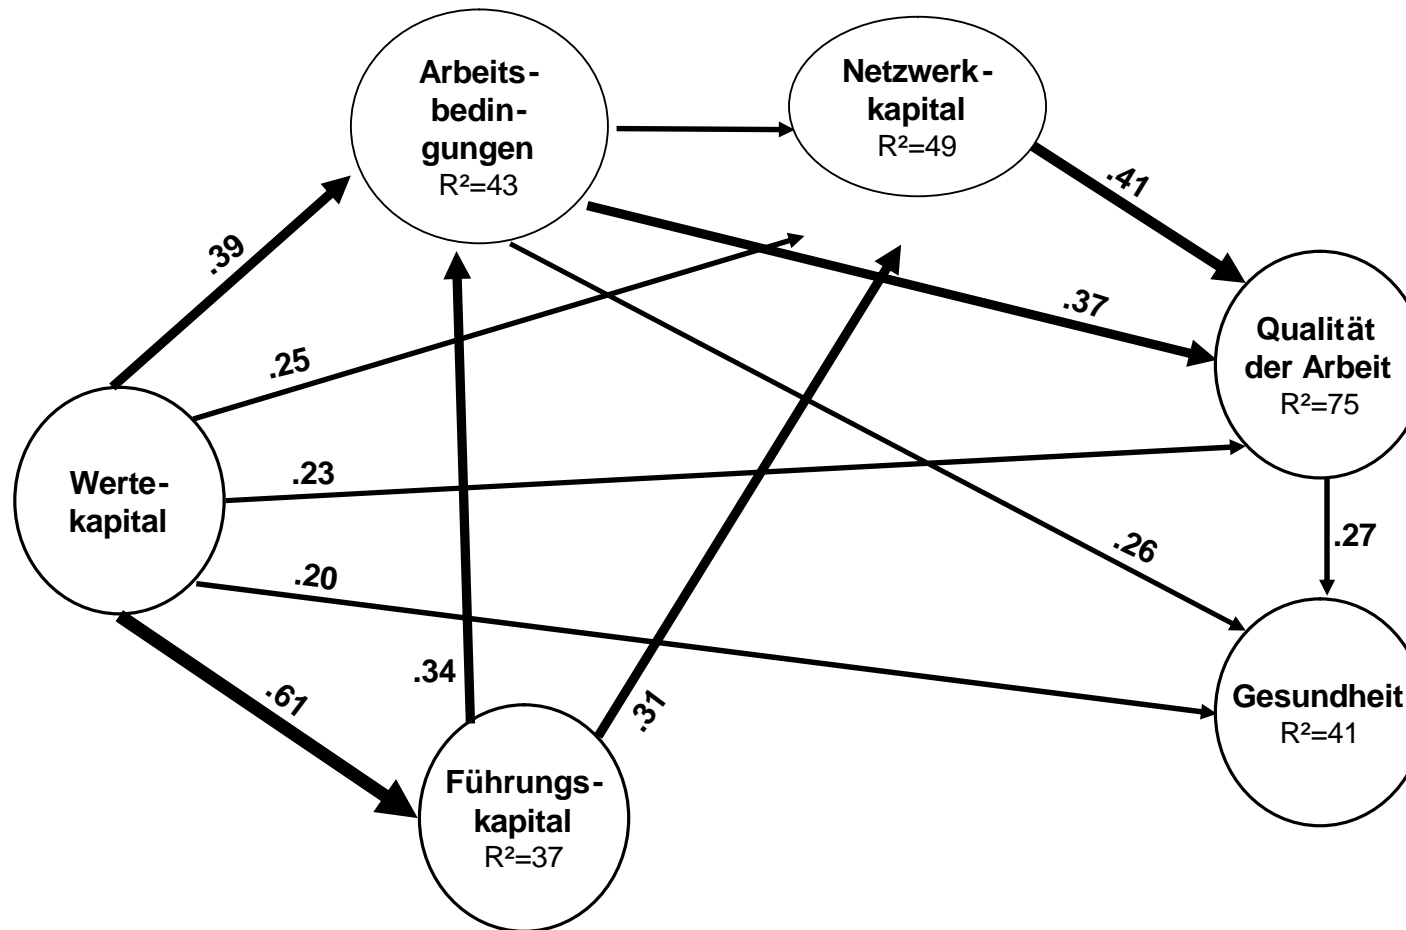 Arbeits-
bedin-
gungen
R²=43
Netzwerk-
kapital
R²=49
.41
.39
.37
.25
Qualität
der Arbeit
R²=75
Werte-
kapital
.23
.26
.27
.20
.34
.31
.61
Gesundheit
R²=41
Führungs-
kapital
R²=37